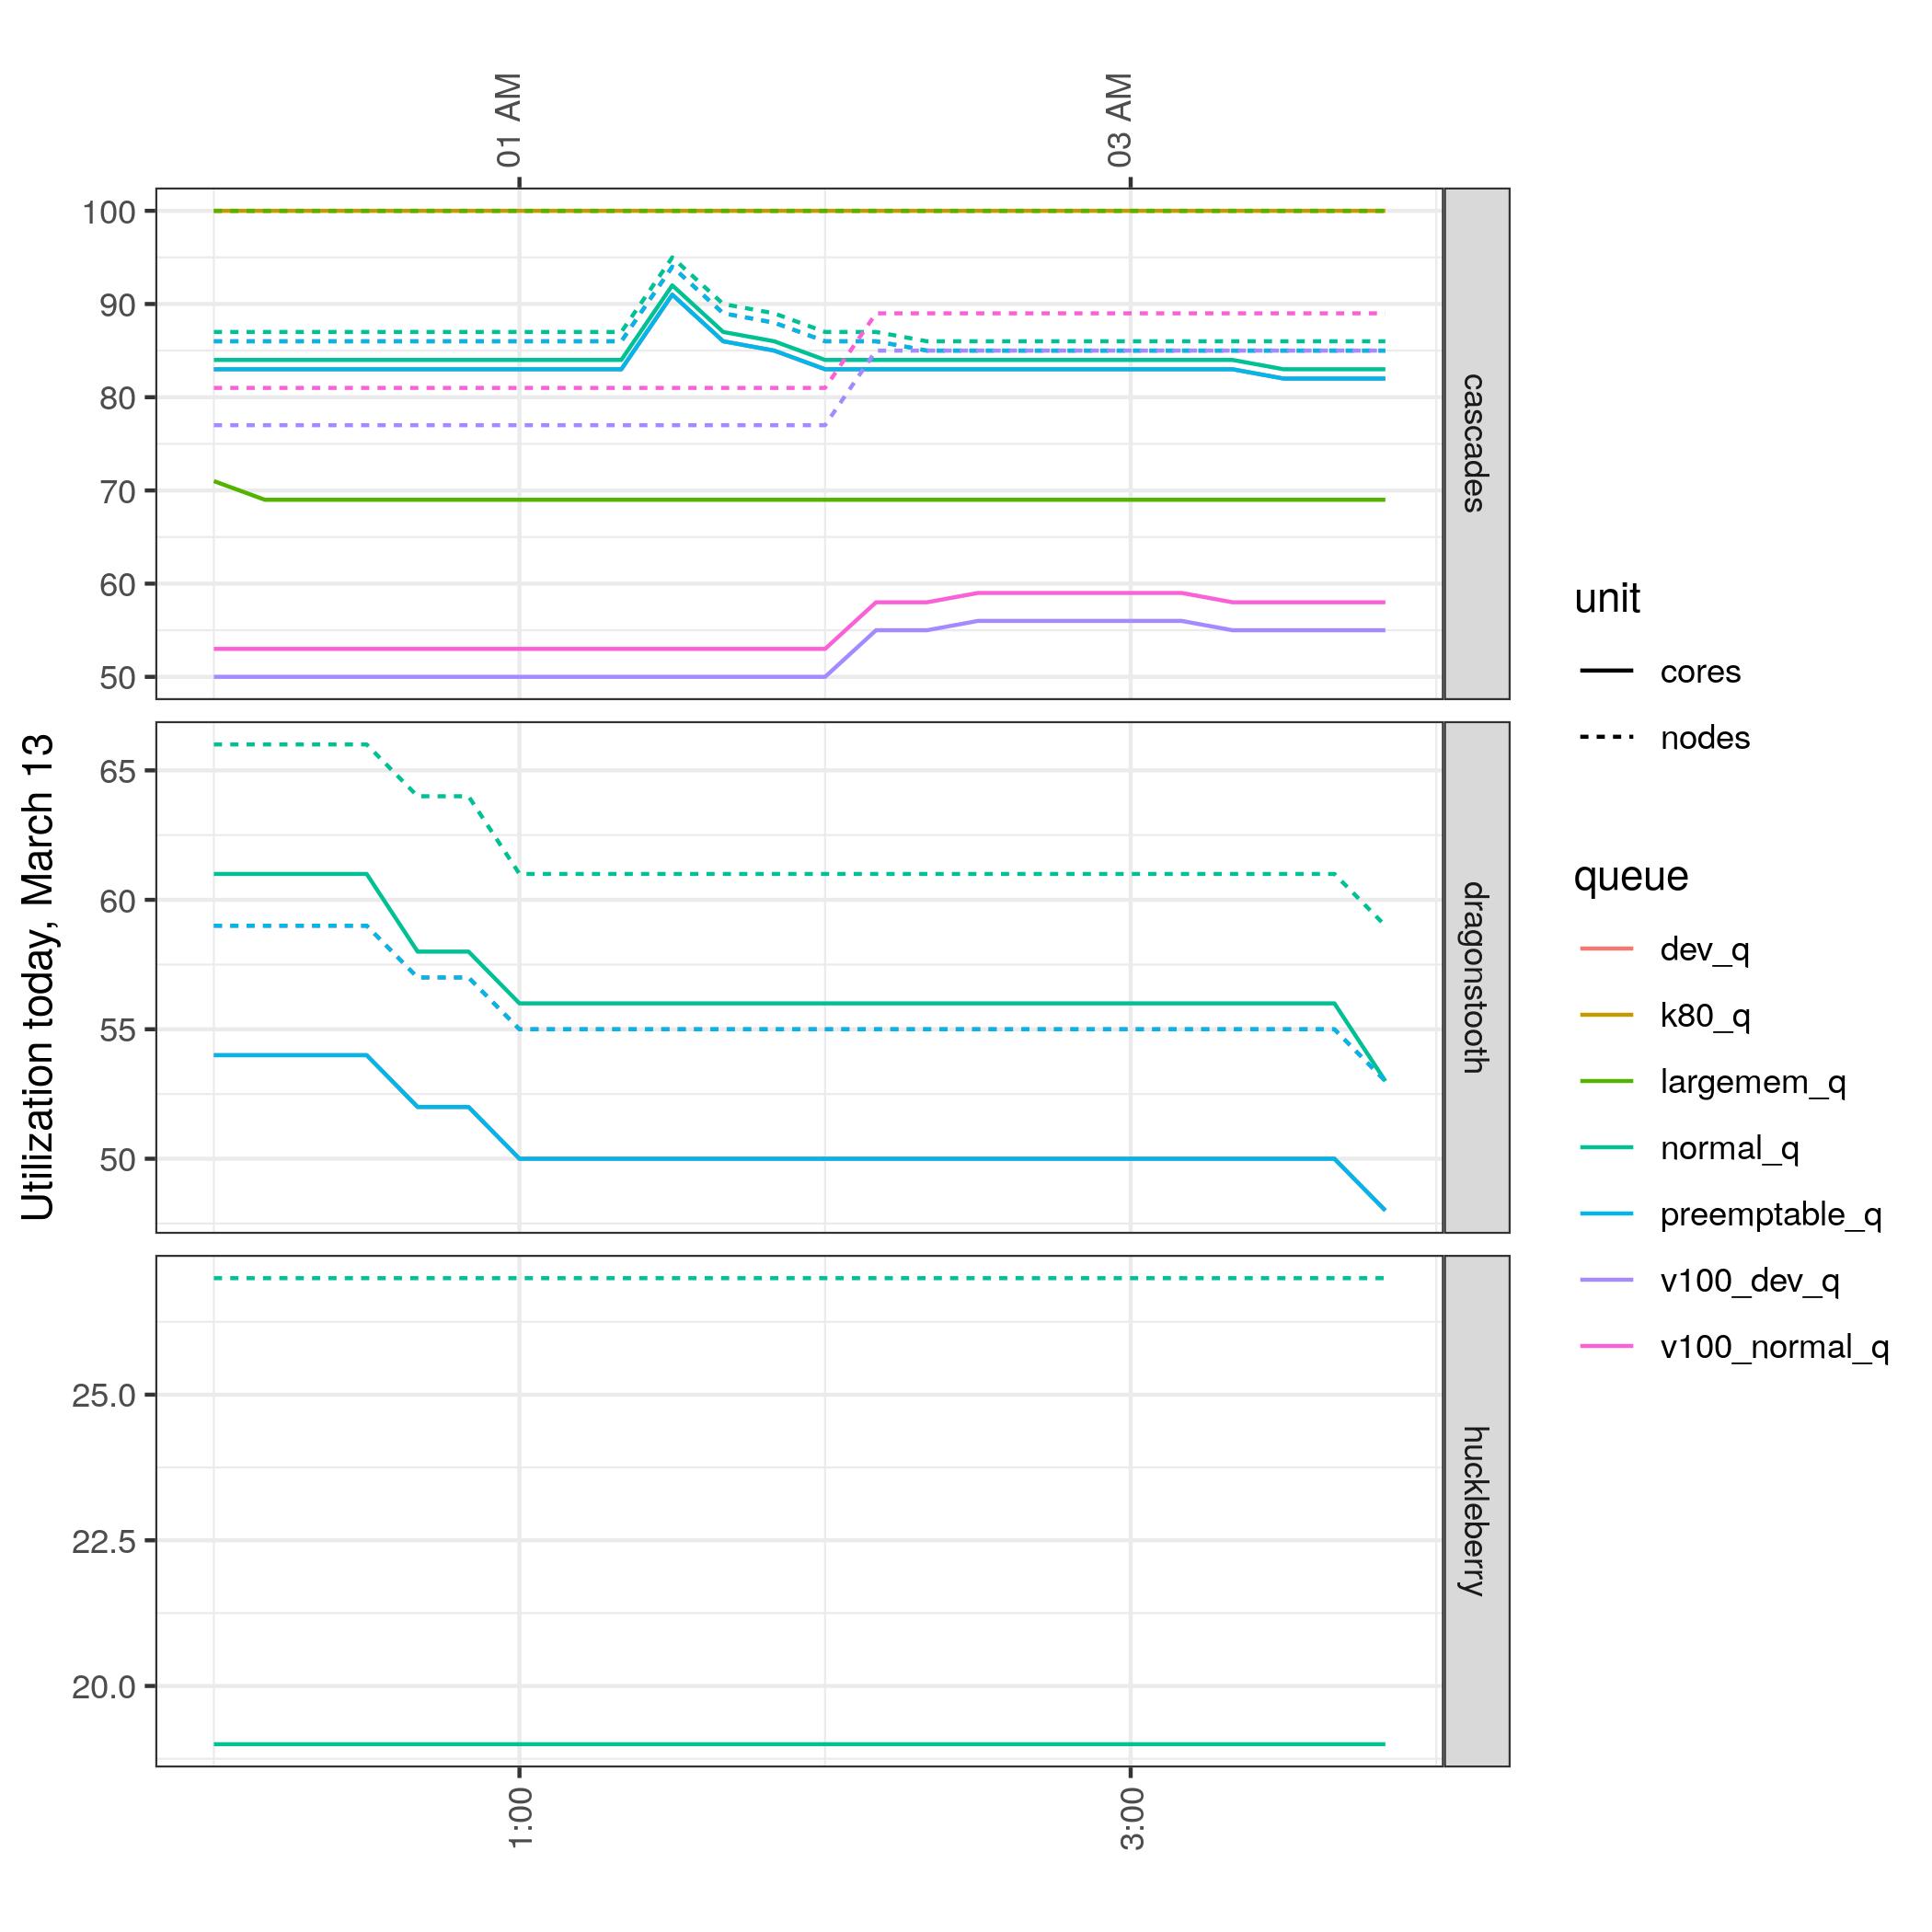 01 AM
03 AM
Utilization today, March 13
100
90
80
70
60
50
cascades
65
60
55
50
dragonstooth
25.0
22.5
20.0
huckleberry
1:00
3:00
unit
cores
nodes
queue
dev_q
k80_q
largemem_q
normal_q
preemptable_q
v100_dev_q
v100_normal_q